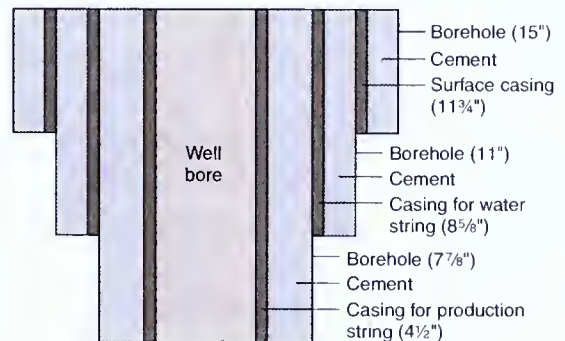 Borehole (15")
Cement
Surface casing
(11¾")
Well
bore
Borehole (11")
Cement
Casing for water
string (8⅝")
Borehole (7⅞")
Cement
Casing for production
string (4½")